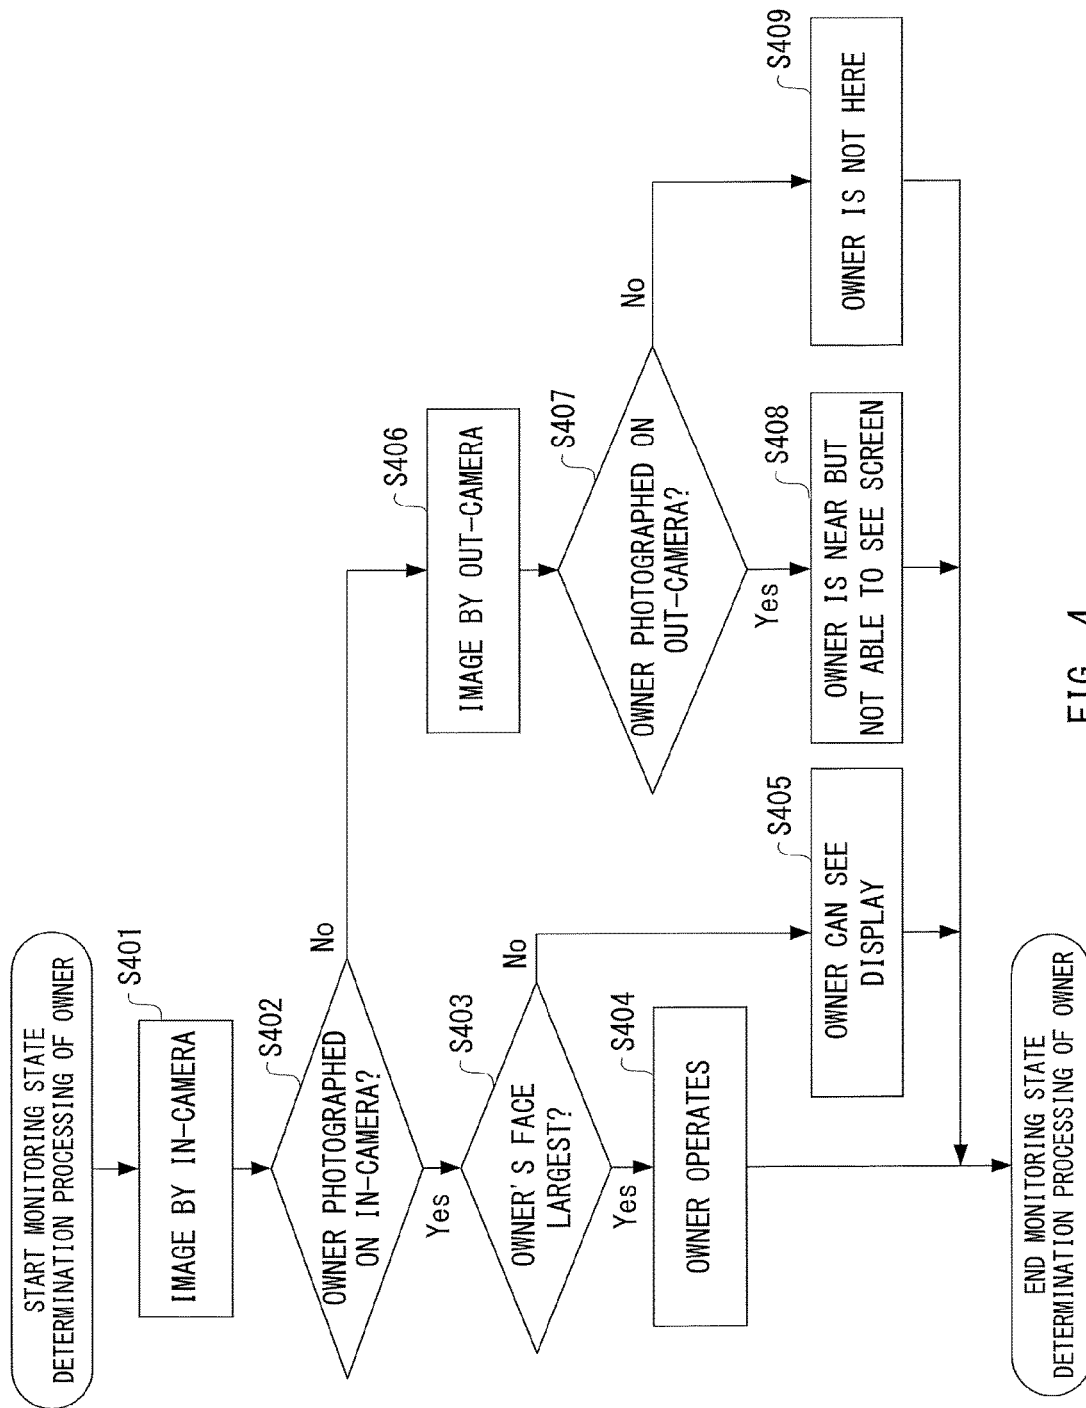 START MONITORING STATE
DETERMINATION PROCESSING OF OWNER
S401
IMAGE BY IN-CAMERA
S402
OWNER PHOTOGRAPHED
ON IN-CAMERA?
No
Yes
S403
OWNER'S FACE
LARGEST?
No
Yes
S404
OWNER OPERATES
S405
OWNER CAN SEE
DISPLAY
S406
IMAGE BY OUT-CAMERA
S407
OWNER PHOTOGRAPHED ON
OUT-CAMERA?
No
Yes
S408
OWNER IS NEAR BUT
NOT ABLE TO SEE SCREEN
S409
OWNER IS NOT HERE
END MONITORING STATE
DETERMINATION PROCESSING OF OWNER
FIG. 4